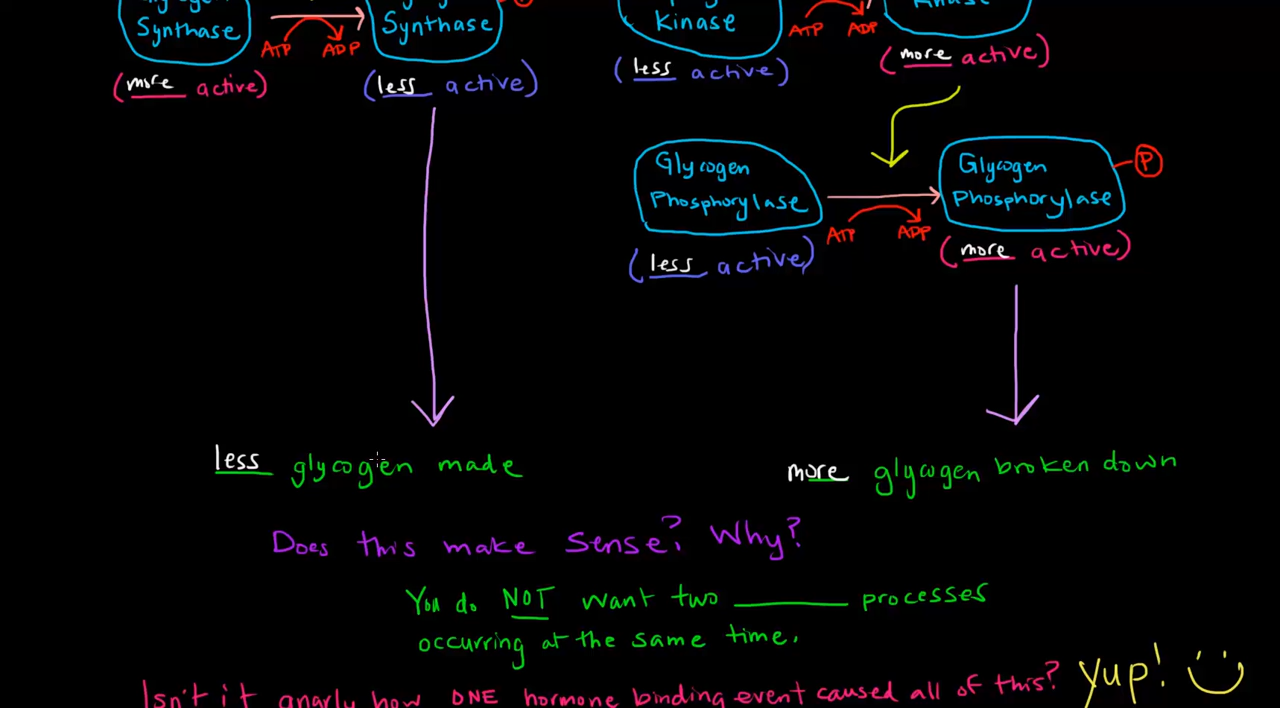 Synthase Synthase
ATP ADP
(more active) (less active)
Kinase
ATP ADP
(less active) (more active)
Glycogen Phosphorylase Glycogen Phosphorylase P
ATP ADP
(less active) (more active)
less glycogen made more glycogen broken down
Does this make sense? Why?
You do NOT want two ________ processes
occurring at the same time.
Isn't it gnarly how ONE hormone binding event caused all of this? Yup!